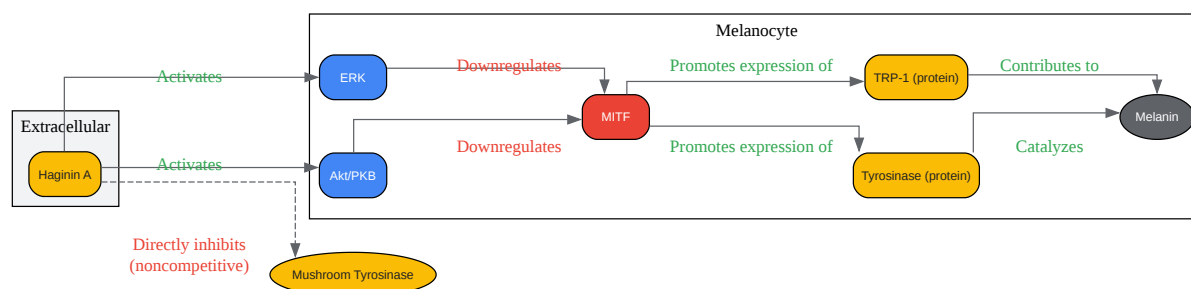 Melanocyte
ERK
Activates
Downregulates
Promotes expression of
TRP-1 (protein)
Contributes to
MITF
Melanin
Extracellular
Haginin A
Activates
Akt/PKB
Downregulates
Promotes expression of
Tyrosinase (protein)
Catalyzes
Directly inhibits
(noncompetitive)
Mushroom Tyrosinase